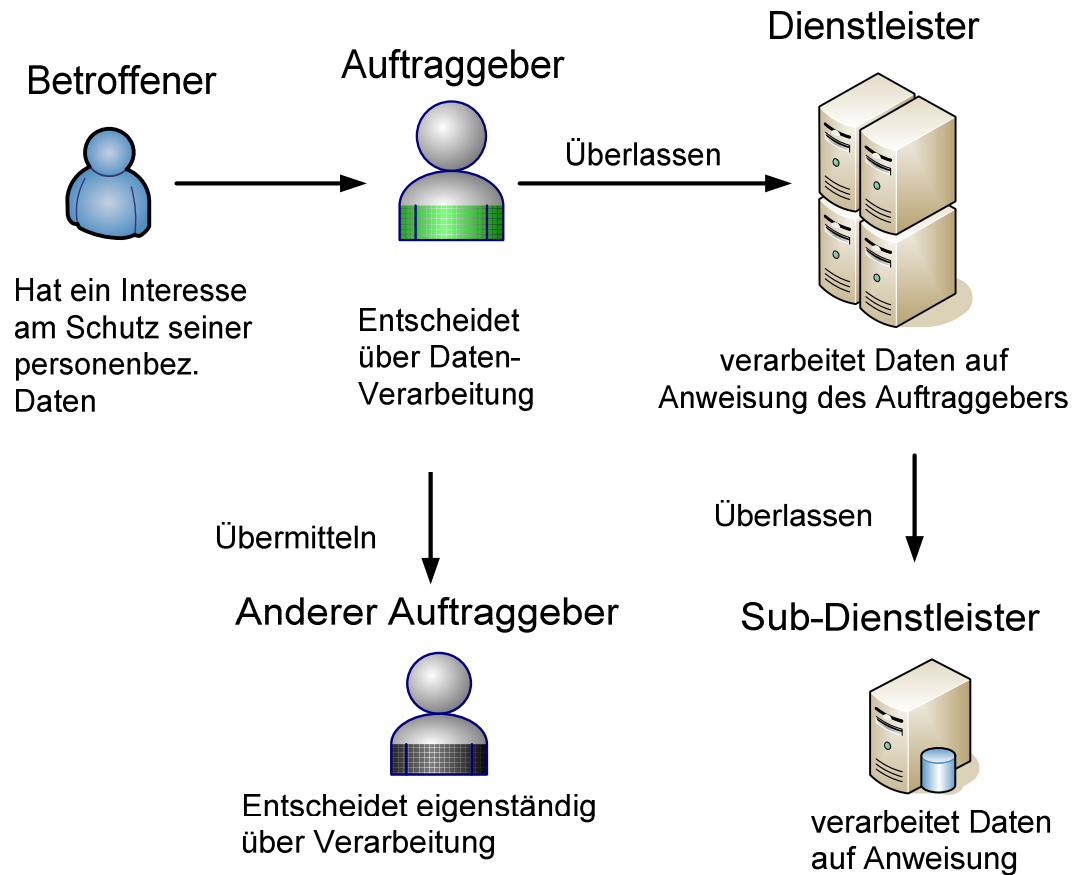 Betroffener
Auftraggeber
Dienstleister
Überlassen
Hat ein Interesse
am Schutz seiner
personenbez.
Daten
Entscheidet
über Daten-
Verarbeitung
verarbeitet Daten auf
Anweisung des Auftraggebers
Übermitteln
Überlassen
Anderer Auftraggeber
Sub-Dienstleister
Entscheidet eigenständig
über Verarbeitung
verarbeitet Daten
auf Anweisung